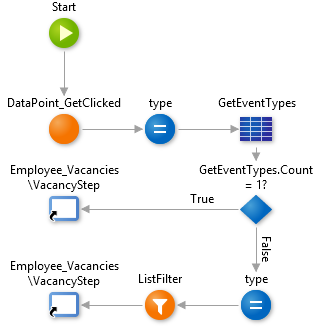 Start
DataPoint_GetClicked
type
GetEventTypes
Employee_Vacancies
\VacancyStep
GetEventTypes.Count
= 1?
True
False
Employee_Vacancies
\VacancyStep
ListFilter
type